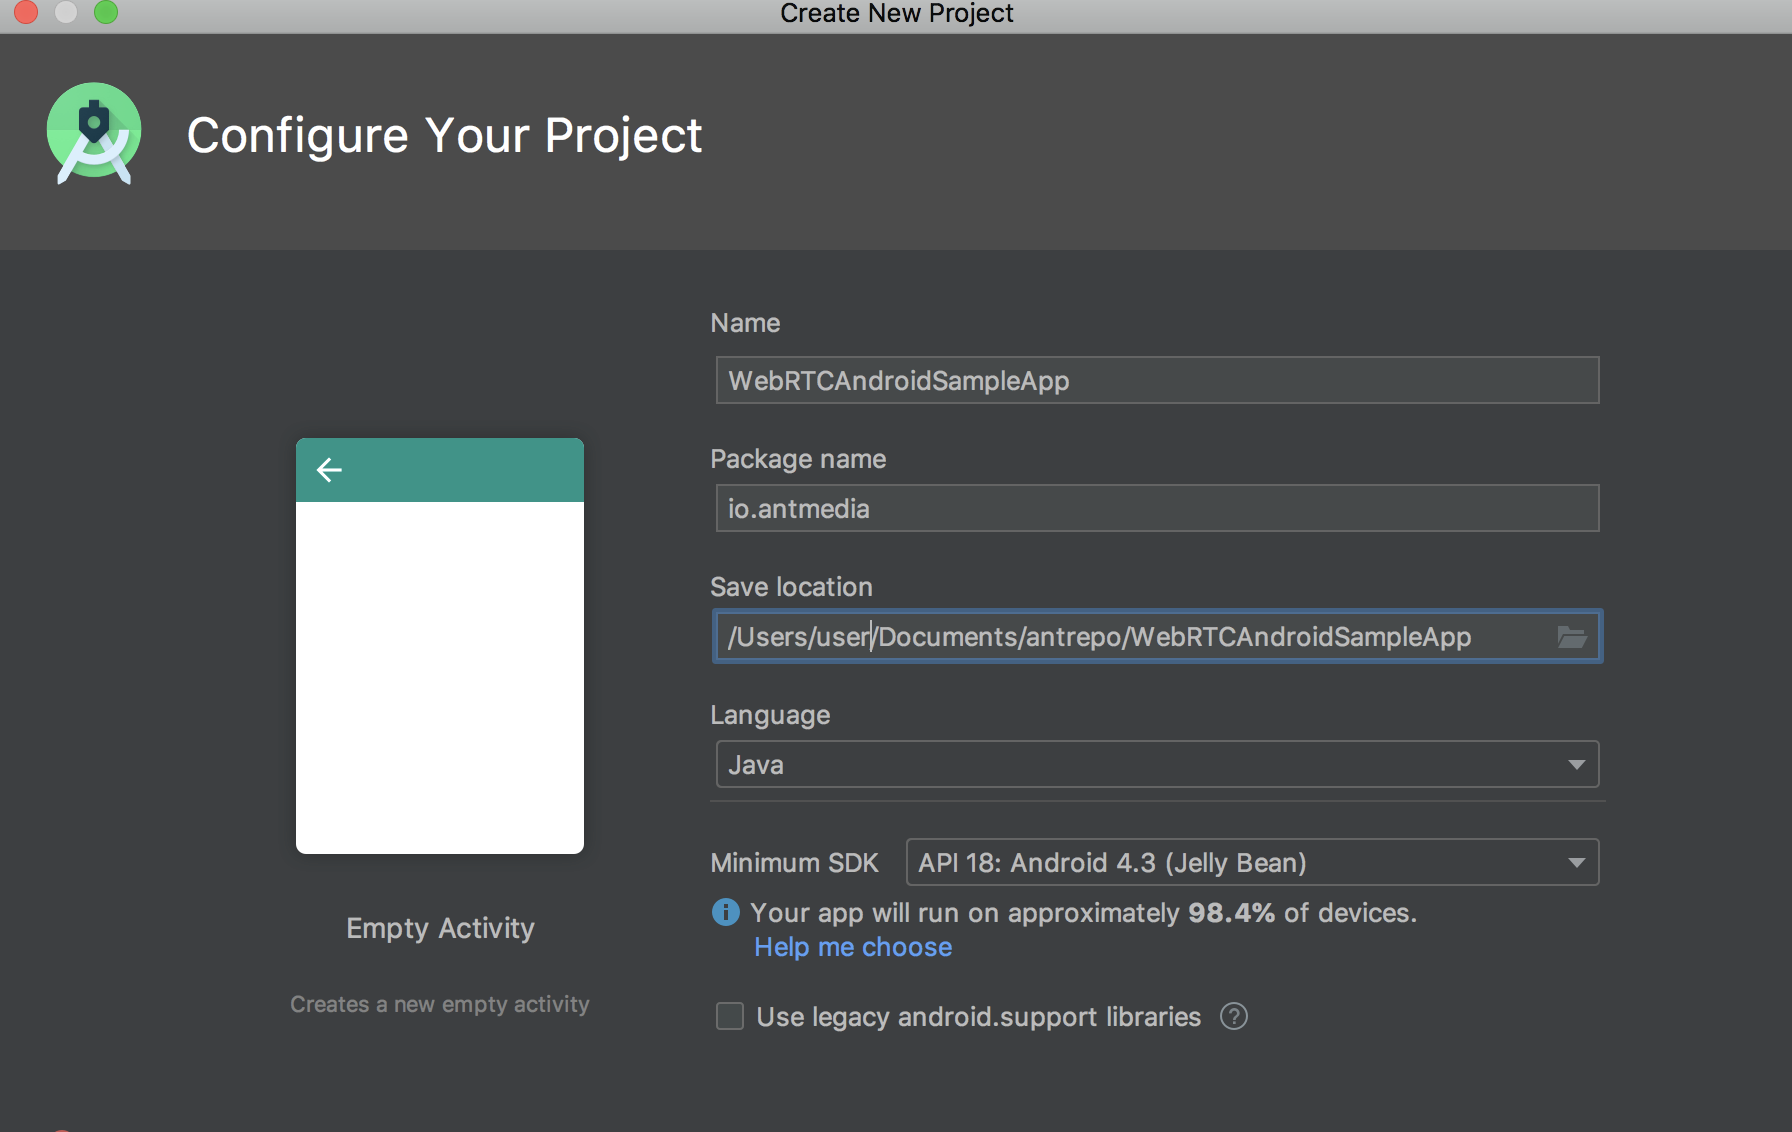 Create New Project
Configure Your Project
Name
WebRTCAndroidSampleApp
Package name
io.antmedia
Save location
/Users/user/Documents/antrepo/WebRTCAndroidSampleApp
Language
Java
Minimum SDK
API 18: Android 4.3 (Jelly Bean)
Your app will run on approximately 98.4% of devices.
Help me choose
Use legacy android.support libraries
Empty Activity
Creates a new empty activity